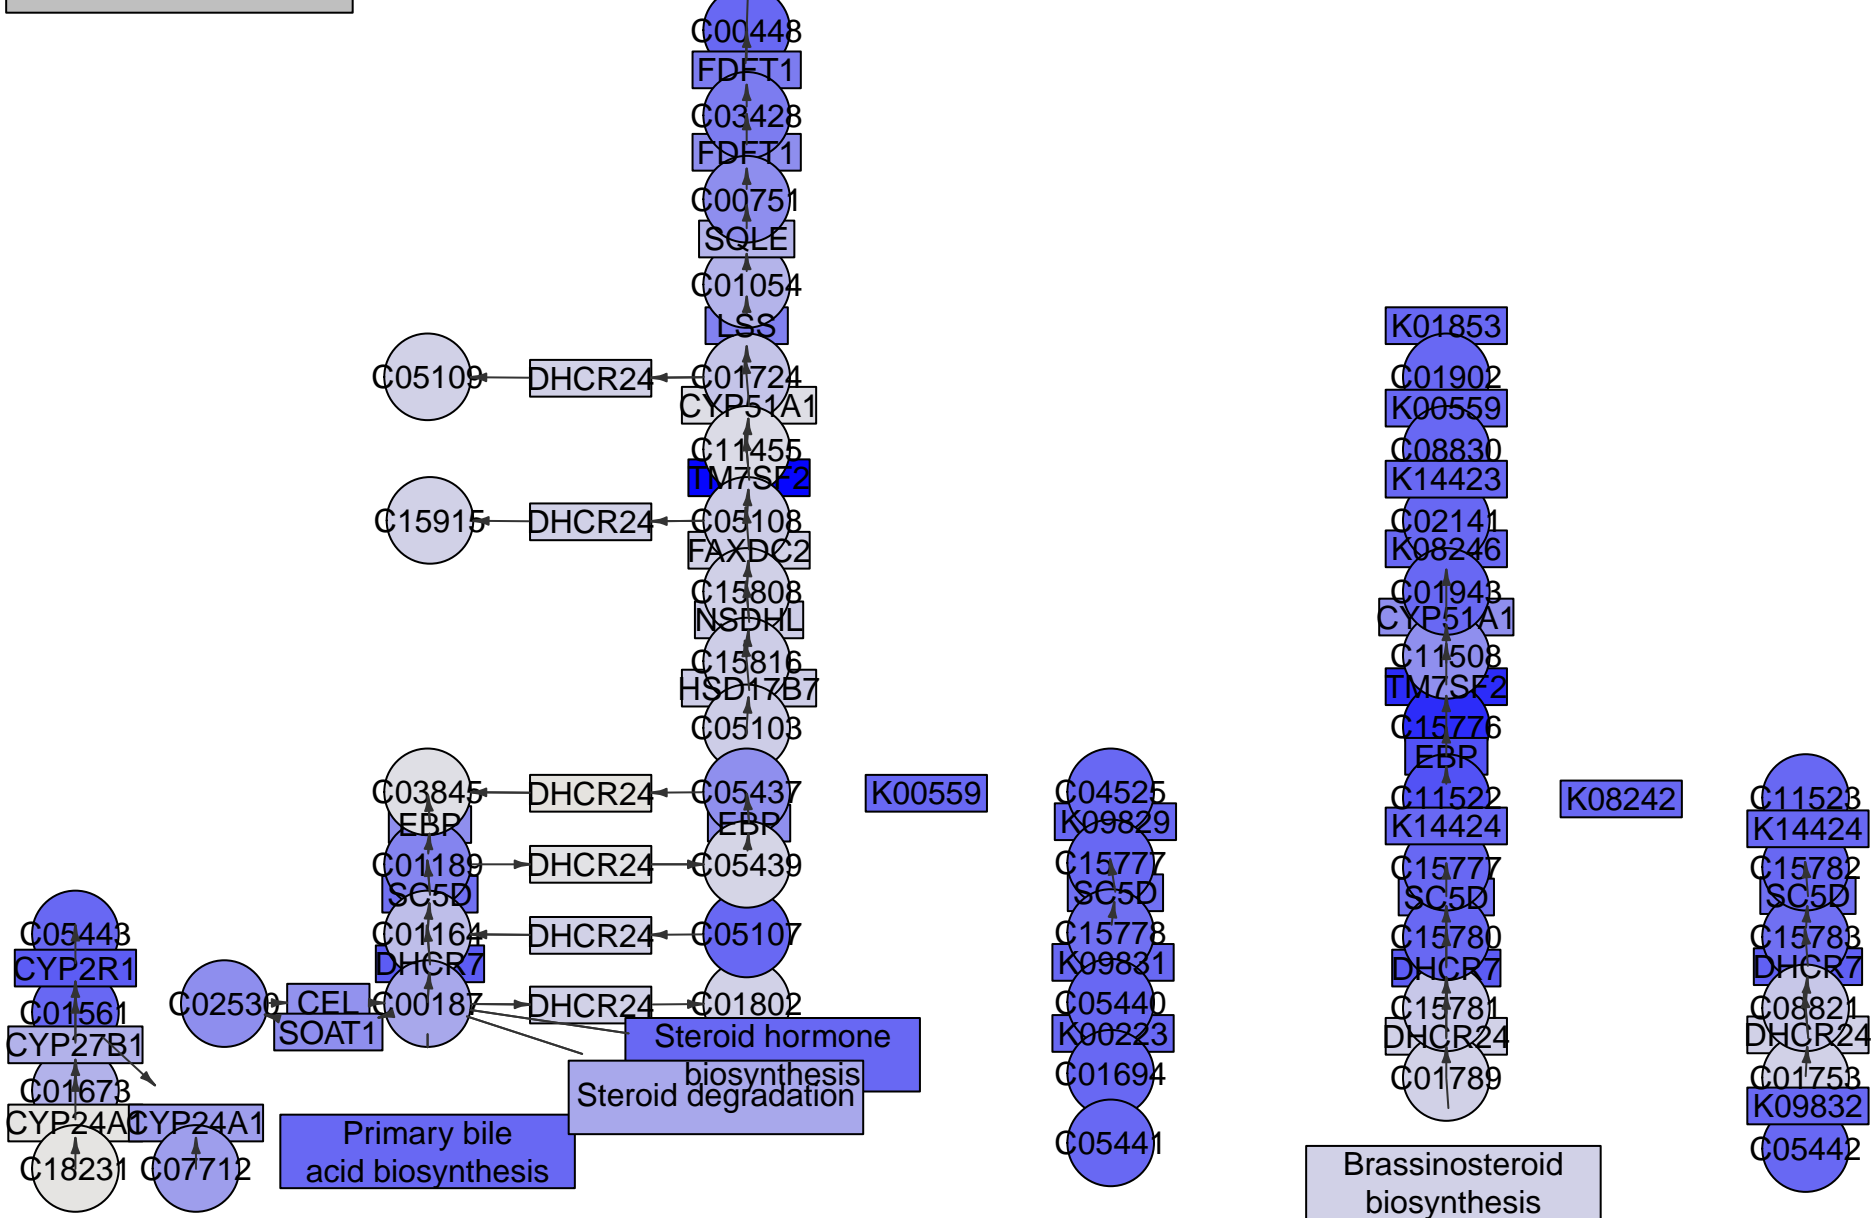 C00448
FDFT1
C03428
FDFT1
C00751
SQLE
C01054
LSS
C05109
DHCR24
C01724
CYP51A1
C11455
TM7SF2
C15915
DHCR24
C05108
FAXDC2
C15808
NSDHL
C15816
HSD17B7
C05103
C03845
DHCR24
C05437
EBP
EBP
C01189
DHCR24
C05439
SC5D
C01164
DHCR24
C05107
DHCR7
C02530
CEL
SOAT1
C00187
DHCR24
C01802
C05443
CYP2R1
C01561
CYP27B1
C01673
CYP24A1
CYP24A1
C18231
C07712
Steroid hormone
biosynthesis
Steroid degradation
Primary bile
acid biosynthesis
K00559
C04525
K09829
C15777
SC5D
C15778
K09831
C05440
K00223
C01694
C05441
K01853
C01902
K00559
C08830
K14423
C02141
K08246
C01943
CYP51A1
C11508
TM7SF2
C15776
EBP
C11522
K14424
C15777
SC5D
C15780
DHCR7
C15781
DHCR24
C01789
Brassinosteroid
biosynthesis
K08242
C11523
K14424
C15782
SC5D
C15783
DHCR7
C08821
DHCR24
C01753
K09832
C05442